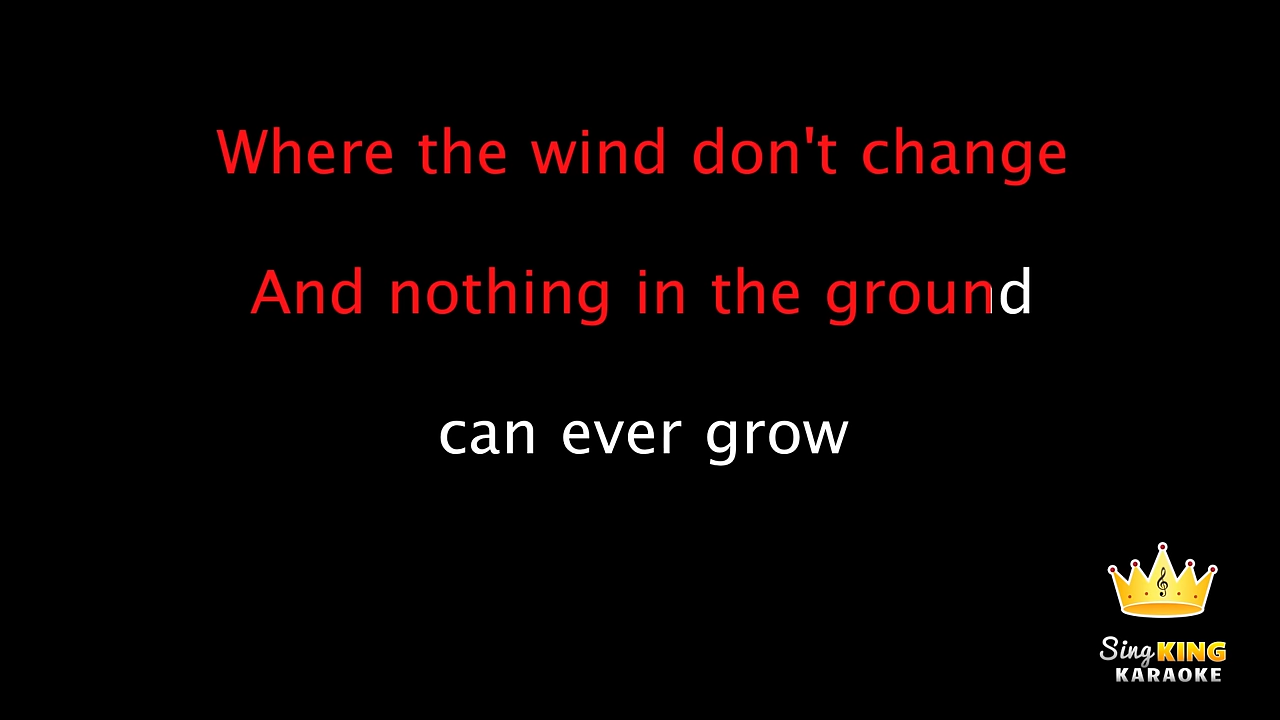 Where the wind don't change
And nothing in the ground
can ever grow
Sing KING
KARAOKE